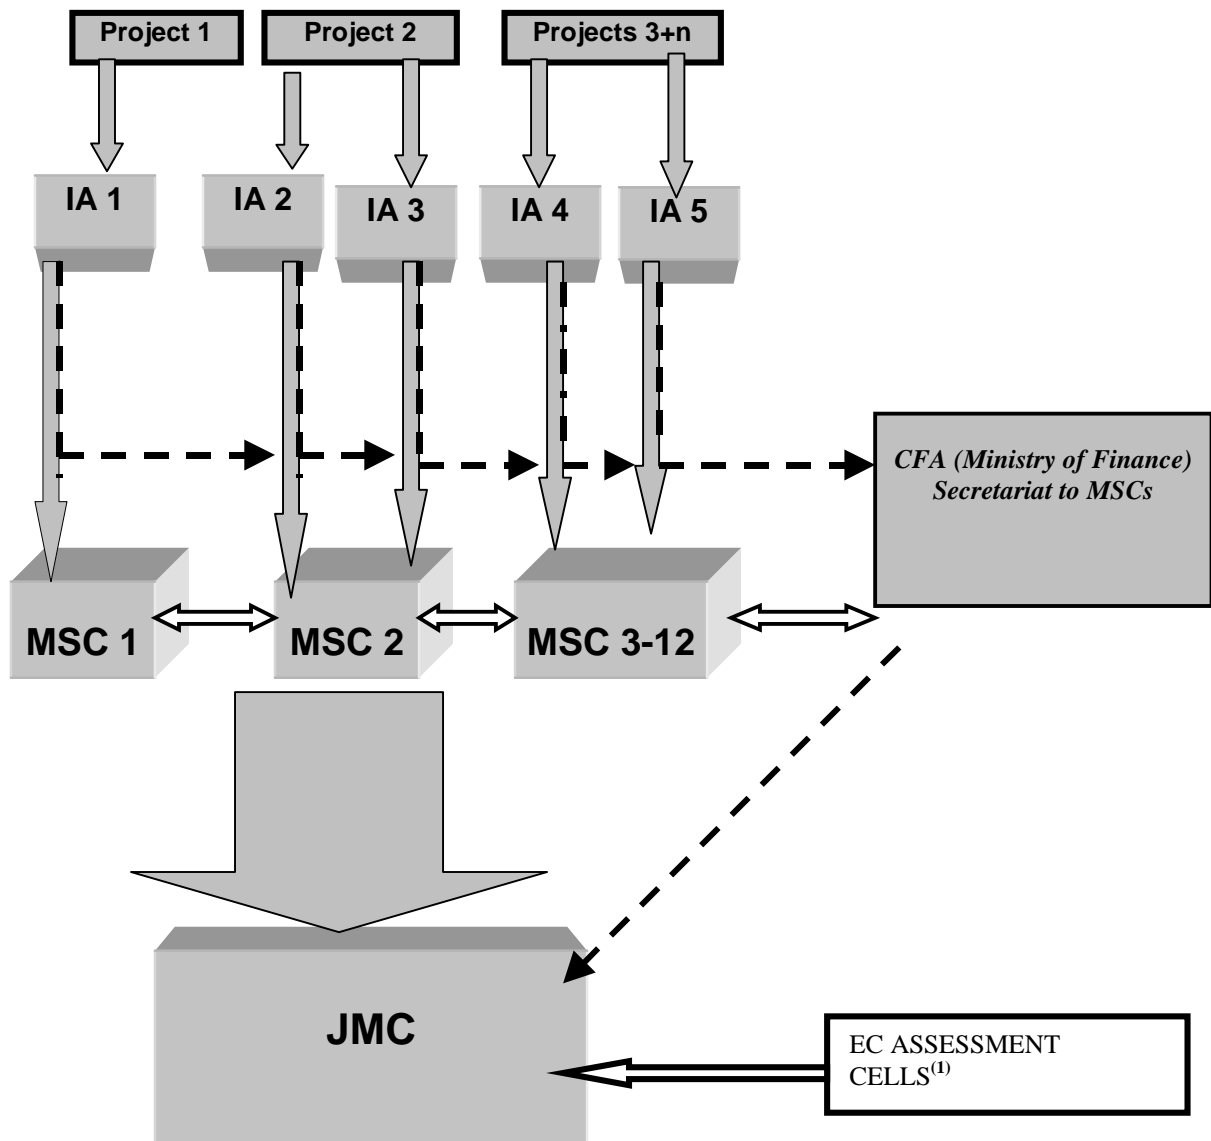 Project 1
Project 2
Projects 3+n
IA 1
IA 2
IA 3
IA 4
IA 5
CFA (Ministry of Finance)
Secretariat to MSCs
MSC 1
MSC 2
MSC 3-12
JMC
EC ASSESSMENT
CELLS(1)